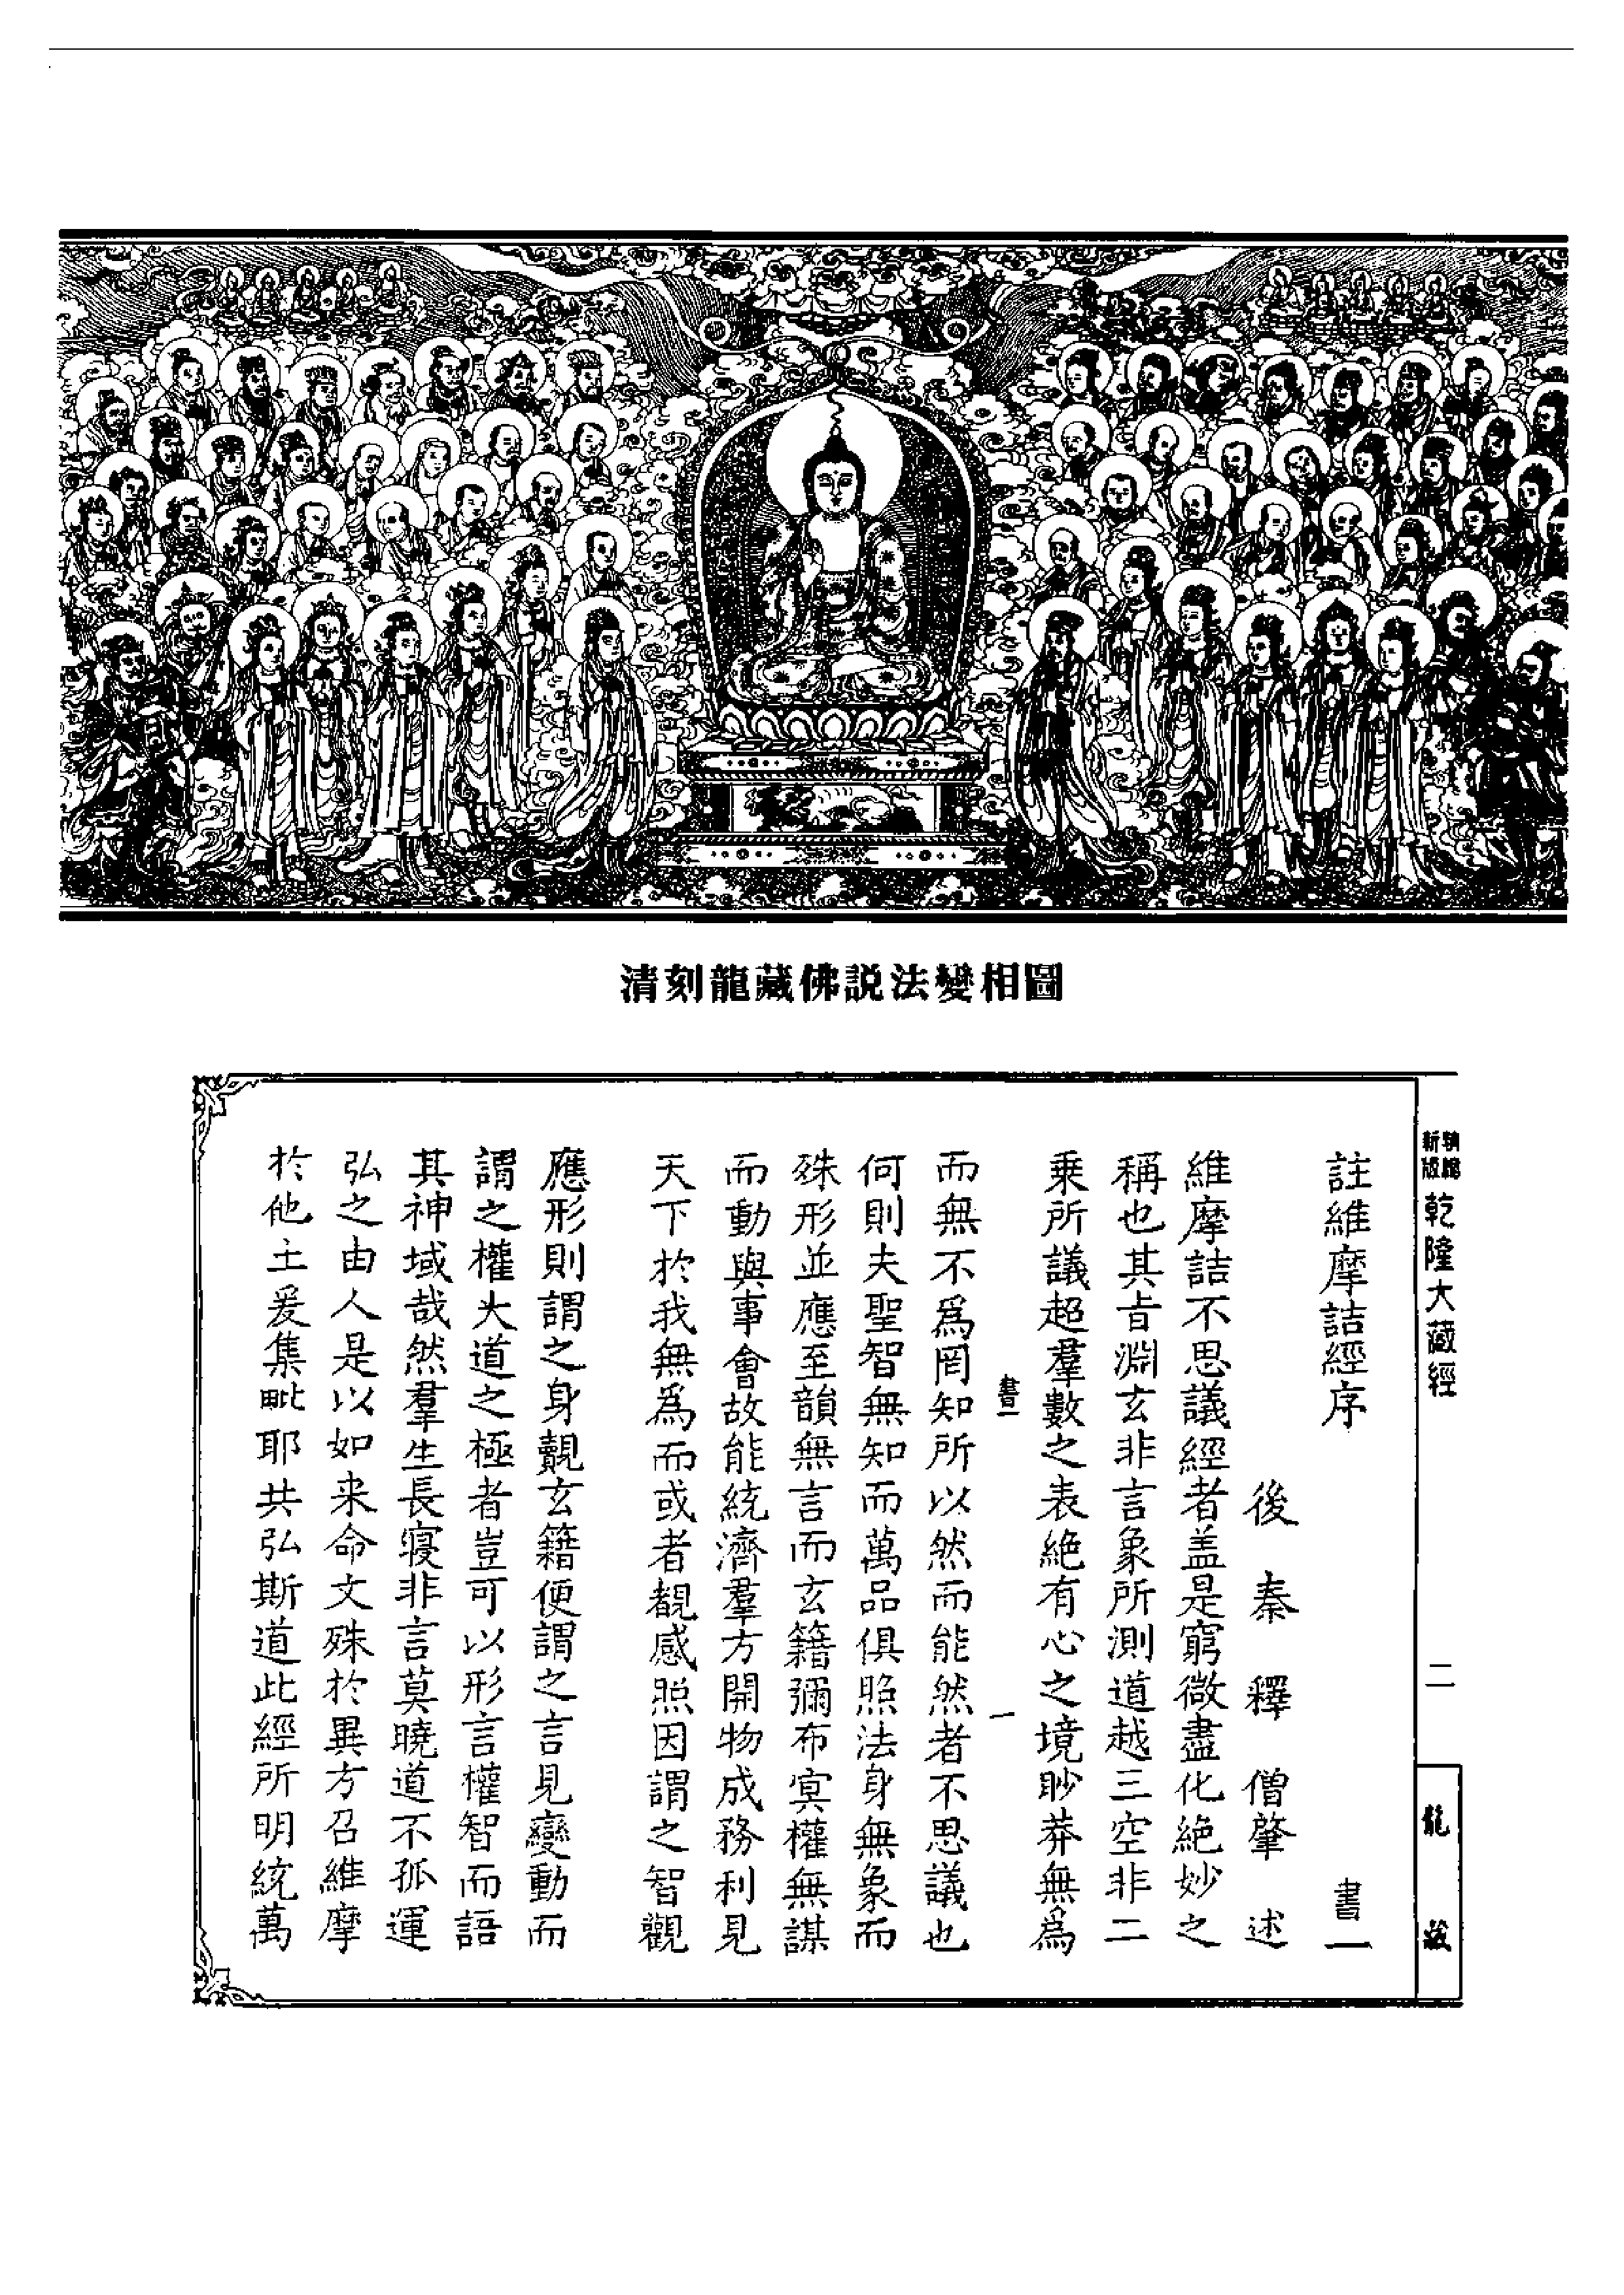 清刻龍藏佛説法變相圖
新版
乾隆大藏經
二
龍藏
註維摩詰經序
書一
後秦釋僧肇述
維摩詰不思議經者盖是窮微盡化絶妙之
稱也其旨淵玄非言象所測道越三空非二
乗所議超羣數之表絶有心之境眇莽無爲
書一
一
而無不爲罔知所以然而能然者不思議也
何則夫聖智無知而萬品俱照法身無象而
殊形並應至韻無言而玄籍彌布冥權無謀
而動與事會故能統濟羣方開物成務利見
天下於我無爲而或者覩感照因謂之智觀
應形則謂之身覿玄籍便謂之言見變動而
謂之權夫道之極者豈可以形言權智而語
其神域哉然羣生長寢非言莫曉道不孤運
弘之由人是以如来命文殊於異方召維摩
於他土爰集毗耶共弘斯道此經所明統萬